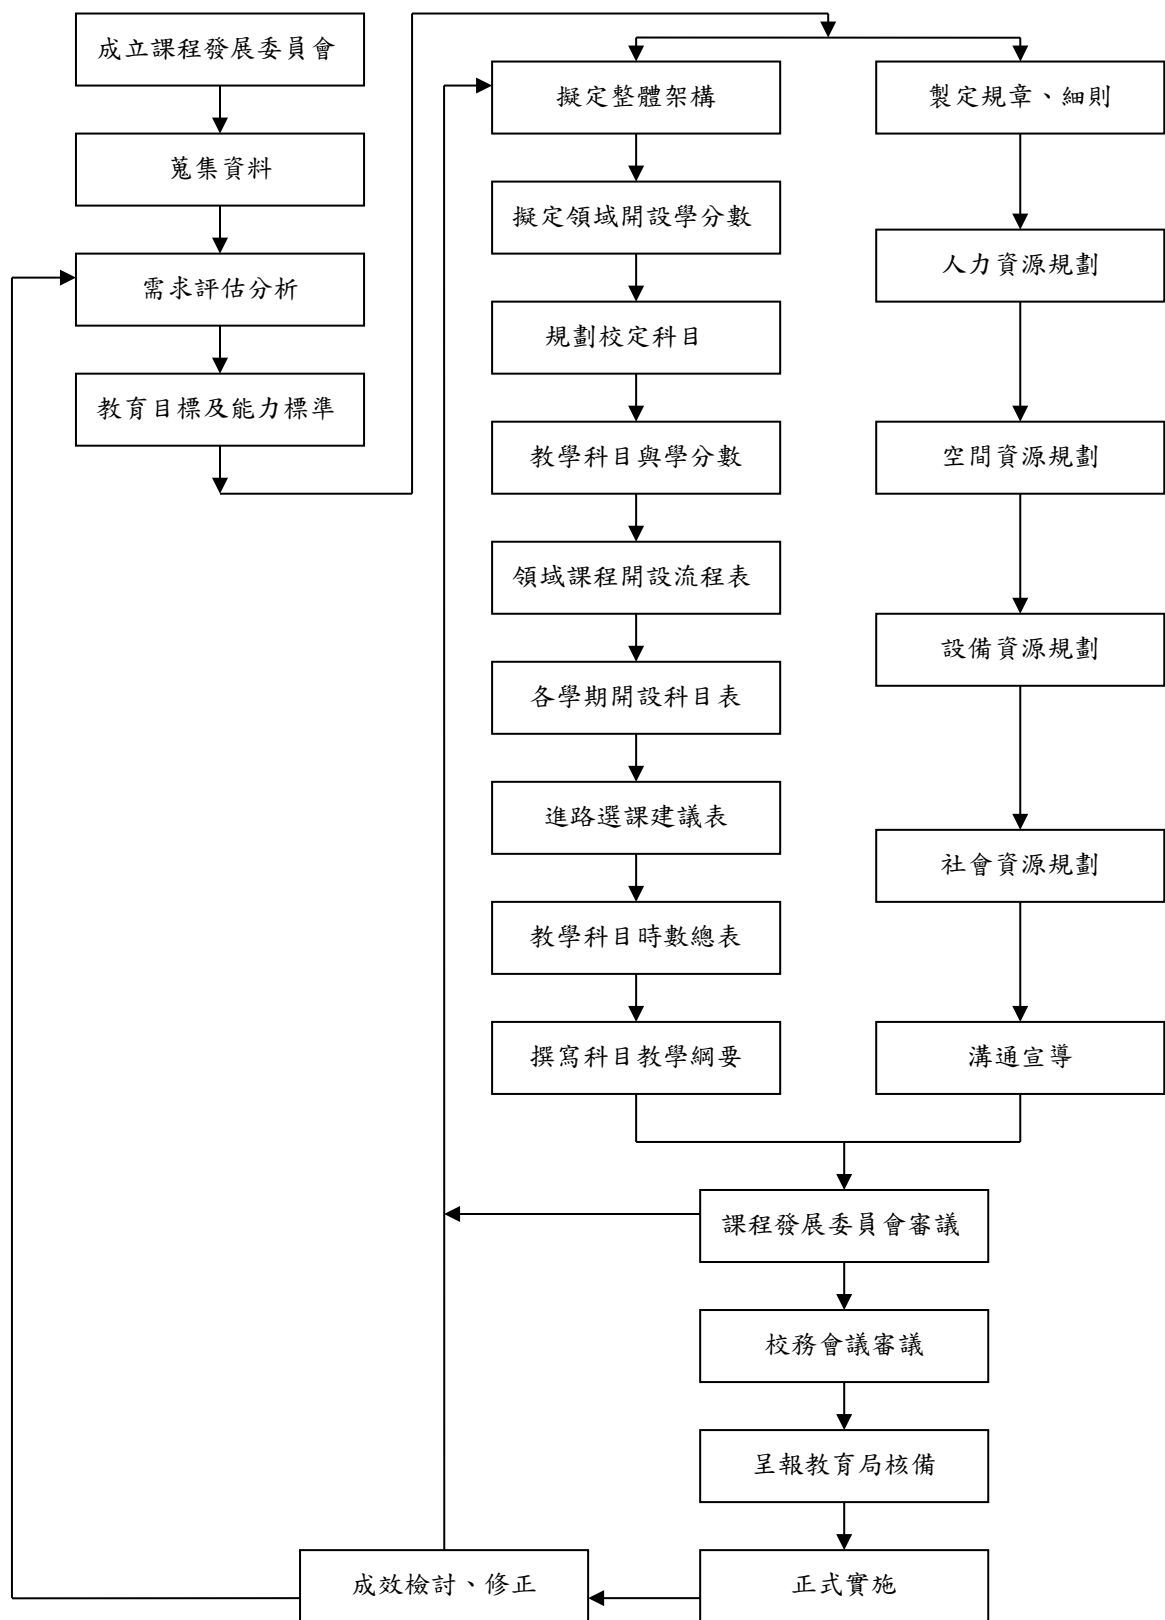 成立課程發展委員會
蒐集資料
需求評估分析
教育目標及能力標準
擬定整體架構
擬定領域開設學分數
規劃校定科目
教學科目與學分數
領域課程開設流程表
各學期開設科目表
進路選課建議表
教學科目時數總表
撰寫科目教學綱要
製定規章、細則
人力資源規劃
空間資源規劃
設備資源規劃
社會資源規劃
溝通宣導
課程發展委員會審議
校務會議審議
呈報教育局核備
正式實施
成效檢討、修正